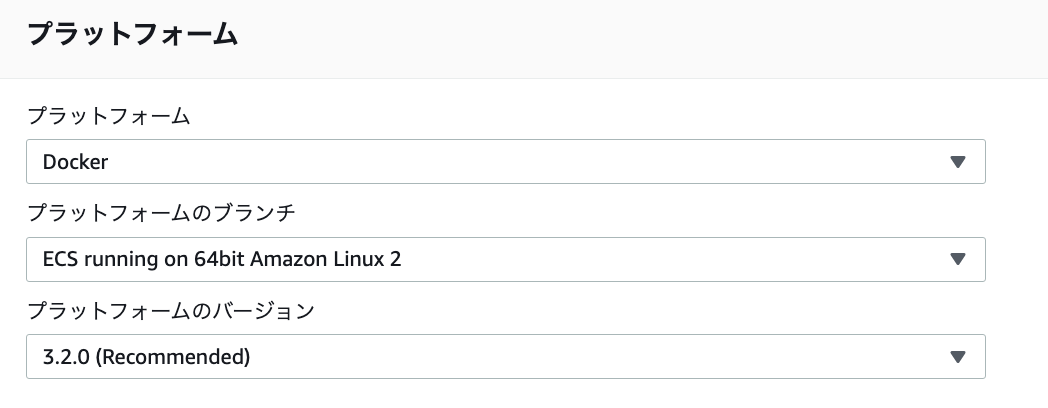 プラットフォーム
プラットフォーム
Docker
プラットフォームのブランチ
ECS running on 64bit Amazon Linux 2
プラットフォームのバージョン
3.2.0 (Recommended)